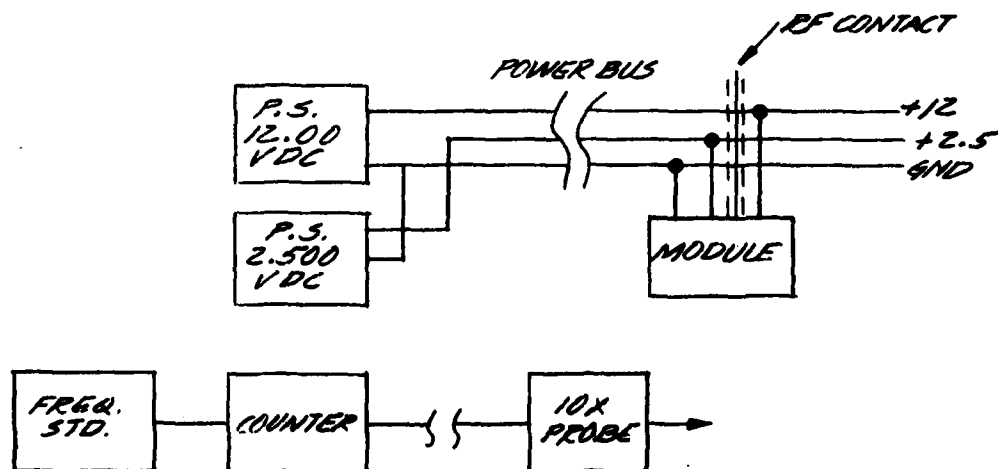 RF CONTACT
POWER BUS
P.S.
12.00
VDC
+12
+2.5
GND
P.S.
2.500
VDC
MODULE
FREQ.
STD.
COUNTER
10X
PROBE